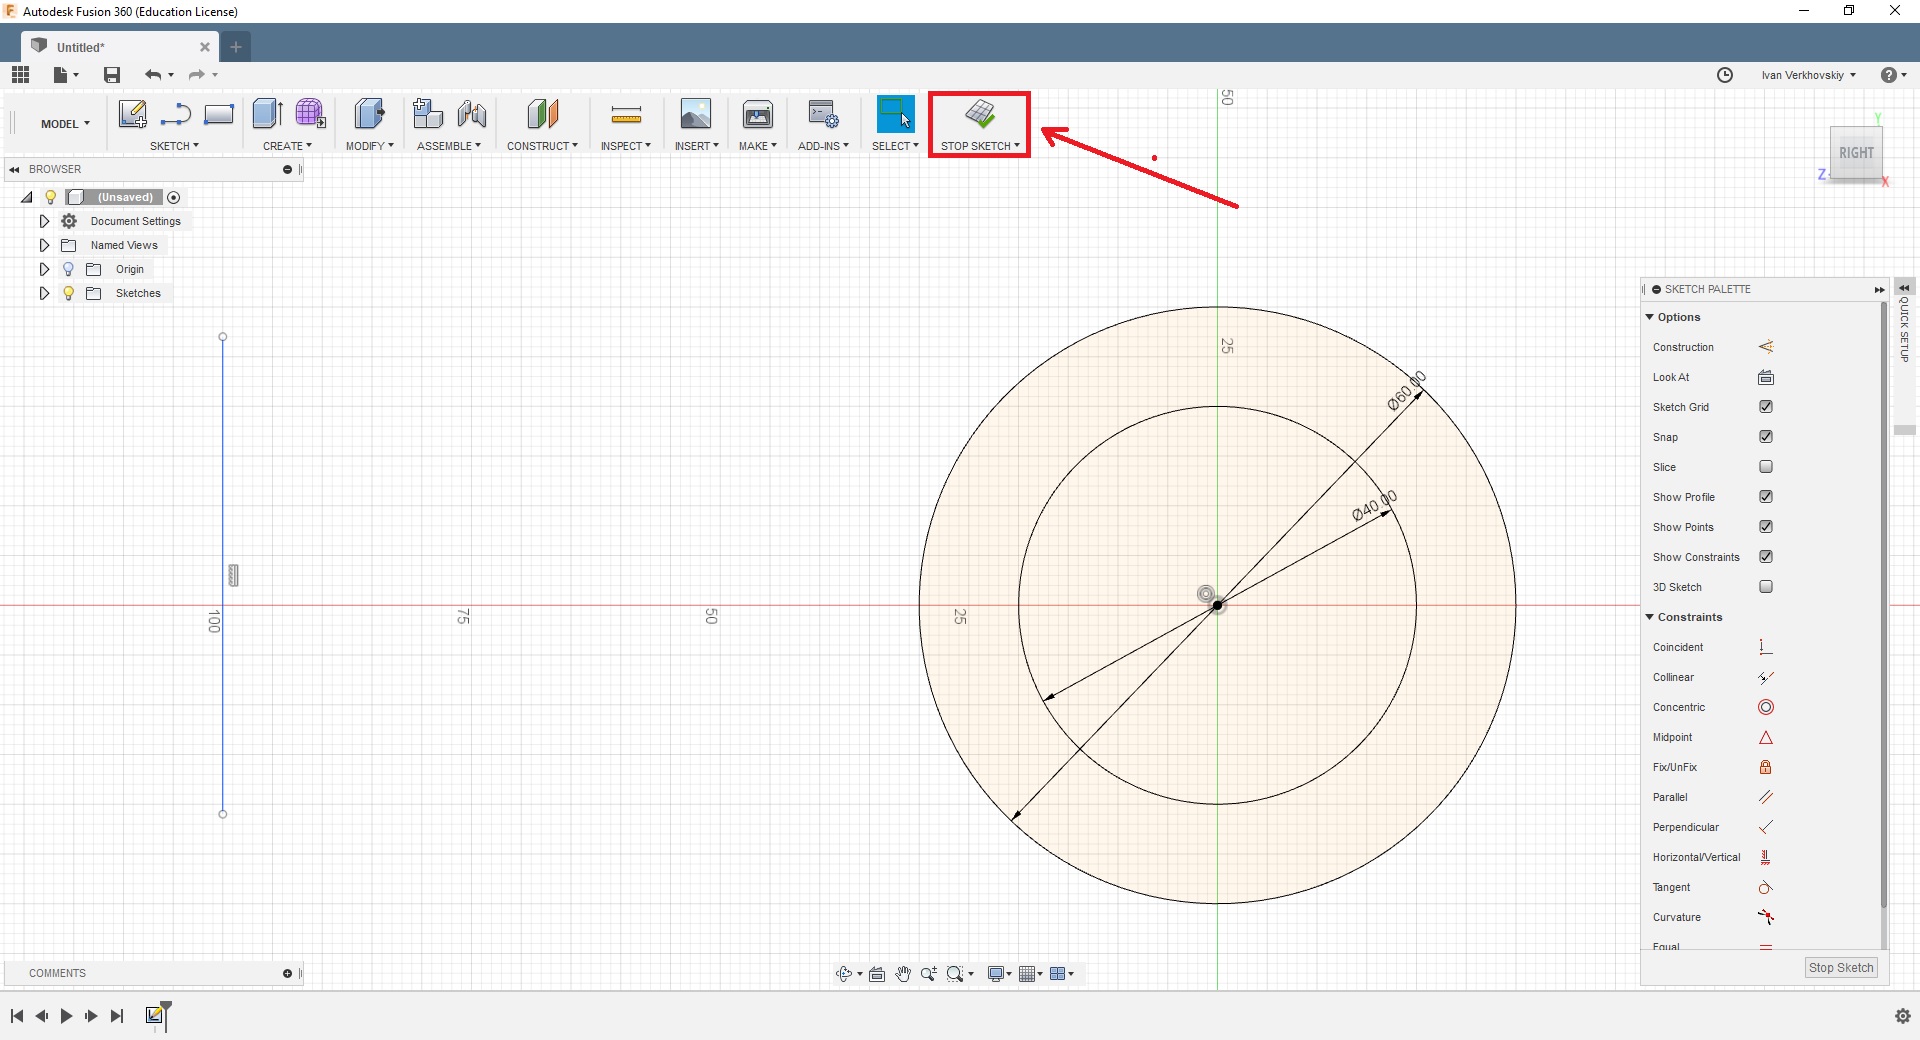 Autodesk Fusion 360 (Education License)
Untitled*
Ivan Verkhovskiy
MODEL
SKETCH
CREATE
MODIFY
ASSEMBLE
CONSTRUCT
INSPECT
INSERT
MAKE
ADD-INS
SELECT
STOP SKETCH
50
Y
RIGHT
Z
X
BROWSER
(Unsaved)
Document Settings
Named Views
Origin
Sketches
25
Ø60.00
Ø40.00
100
75
50
25
SKETCH PALETTE
QUICK SETUP
Options
Construction
Look At
Sketch Grid
Snap
Slice
Show Profile
Show Points
Show Constraints
3D Sketch
Constraints
Coincident
Collinear
Concentric
Midpoint
Fix/UnFix
Parallel
Perpendicular
Horizontal/Vertical
Tangent
Curvature
Equal
Stop Sketch
COMMENTS